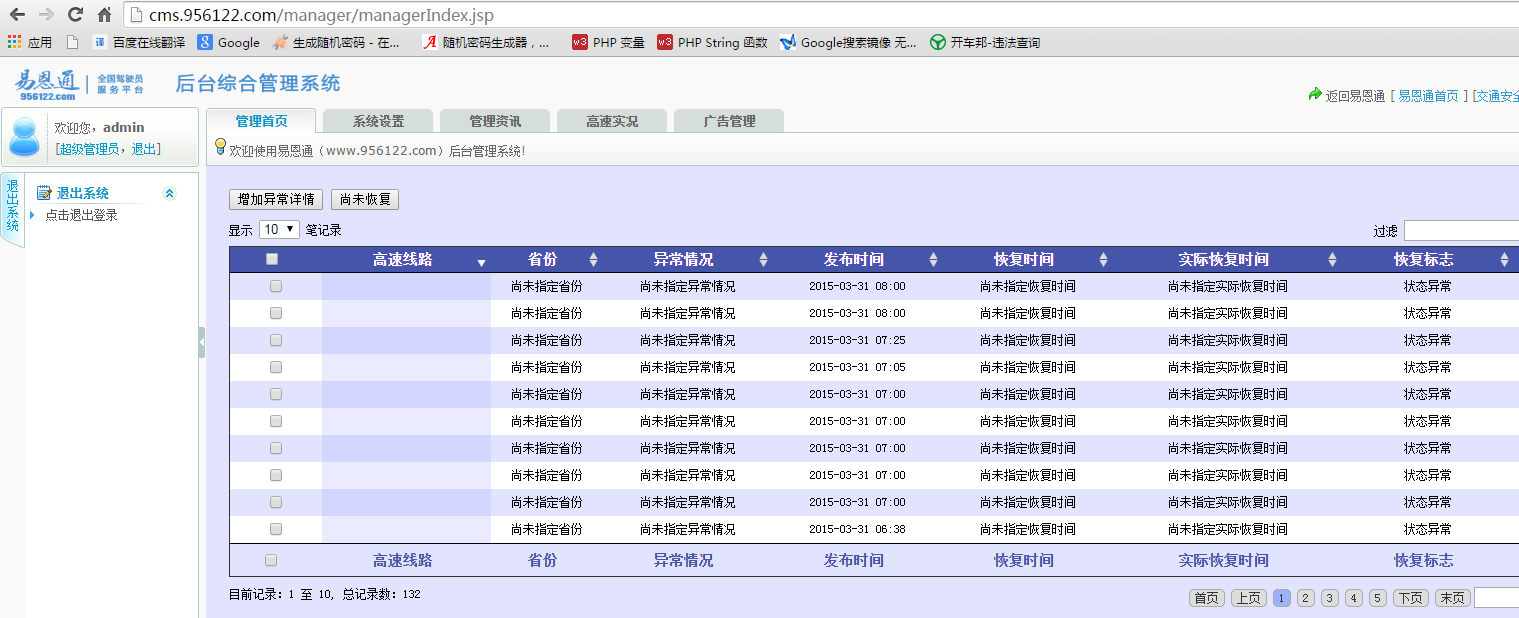 cms.956122.com/manager/managerIndex.jsp
应用 百度在线翻译 Google 生成随机密码 - 在... 随机密码生成器，... PHP 变量 PHP String 函数 Google搜索镜像 无... 开车邦-违法查询
易恩通 956122.com 全国驾驶员 服务平台 后台综合管理系统
返回易恩通 [ 易恩通首页 ] [交通安全
欢迎您，admin
[超级管理员，退出]
管理首页 系统设置 管理资讯 高速实况 广告管理
欢迎使用易恩通（www.956122.com）后台管理系统!
退出系统
退出系统
点击退出登录
增加异常详情 尚未恢复
显示 10 笔记录 过滤
高速线路 省份 异常情况 发布时间 恢复时间 实际恢复时间 恢复标志
尚未指定省份 尚未指定异常情况 2015-03-31 08:00 尚未指定恢复时间 尚未指定实际恢复时间 状态异常
尚未指定省份 尚未指定异常情况 2015-03-31 08:00 尚未指定恢复时间 尚未指定实际恢复时间 状态异常
尚未指定省份 尚未指定异常情况 2015-03-31 07:25 尚未指定恢复时间 尚未指定实际恢复时间 状态异常
尚未指定省份 尚未指定异常情况 2015-03-31 07:05 尚未指定恢复时间 尚未指定实际恢复时间 状态异常
尚未指定省份 尚未指定异常情况 2015-03-31 07:00 尚未指定恢复时间 尚未指定实际恢复时间 状态异常
尚未指定省份 尚未指定异常情况 2015-03-31 07:00 尚未指定恢复时间 尚未指定实际恢复时间 状态异常
尚未指定省份 尚未指定异常情况 2015-03-31 07:00 尚未指定恢复时间 尚未指定实际恢复时间 状态异常
尚未指定省份 尚未指定异常情况 2015-03-31 07:00 尚未指定恢复时间 尚未指定实际恢复时间 状态异常
尚未指定省份 尚未指定异常情况 2015-03-31 07:00 尚未指定恢复时间 尚未指定实际恢复时间 状态异常
尚未指定省份 尚未指定异常情况 2015-03-31 06:38 尚未指定恢复时间 尚未指定实际恢复时间 状态异常
高速线路 省份 异常情况 发布时间 恢复时间 实际恢复时间 恢复标志
目前记录: 1 至 10, 总记录数: 132
首页 上页 1 2 3 4 5 下页 末页